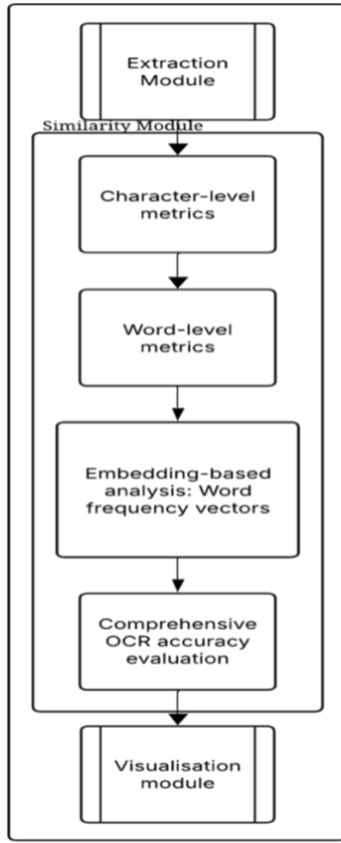 Extraction
Module
Similarity Module
Character-level
metrics
Word-level
metrics
Embedding-based
analysis: Word
frequency vectors
Comprehensive
OCR accuracy
evaluation
Visualisation
module